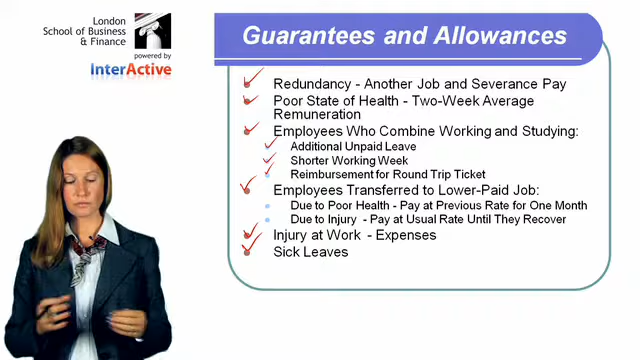 London
School of Business
& Finance
powered by
InterActive
Guarantees and Allowances
Redundancy - Another Job and Severance Pay
Poor State of Health - Two-Week Average
Remuneration
Employees Who Combine Working and Studying:
Additional Unpaid Leave
Shorter Working Week
Reimbursement for Round Trip Ticket
Employees Transferred to Lower-Paid Job:
Due to Poor Health - Pay at Previous Rate for One Month
Due to Injury - Pay at Usual Rate Until They Recover
Injury at Work - Expenses
Sick Leaves